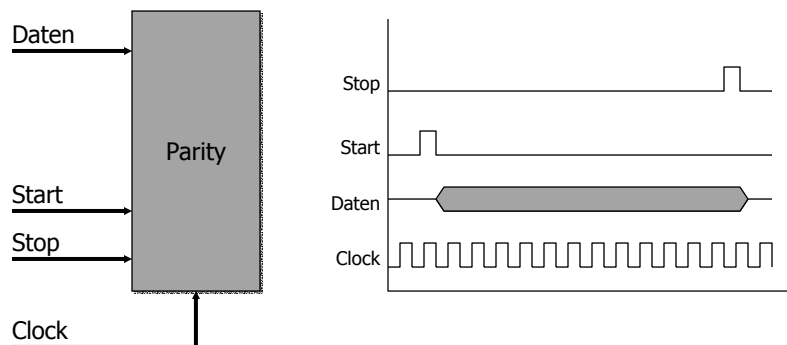 Daten
Parity
Start
Stop
Clock
Stop
Start
Daten
Clock